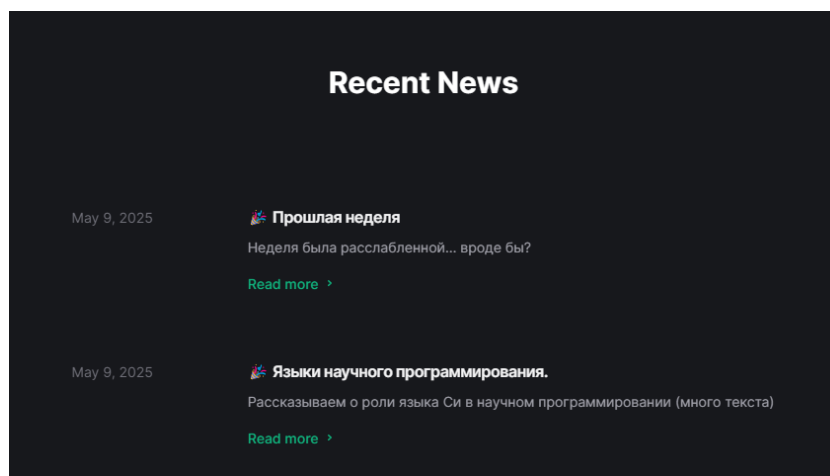 Recent News
May 9, 2025
🎉 Прошлая неделя
Неделя была расслабленной... вроде бы?
Read more ›
May 9, 2025
🎉 Языки научного программирования.
Рассказываем о роли языка Си в научном программировании (много текста)
Read more ›